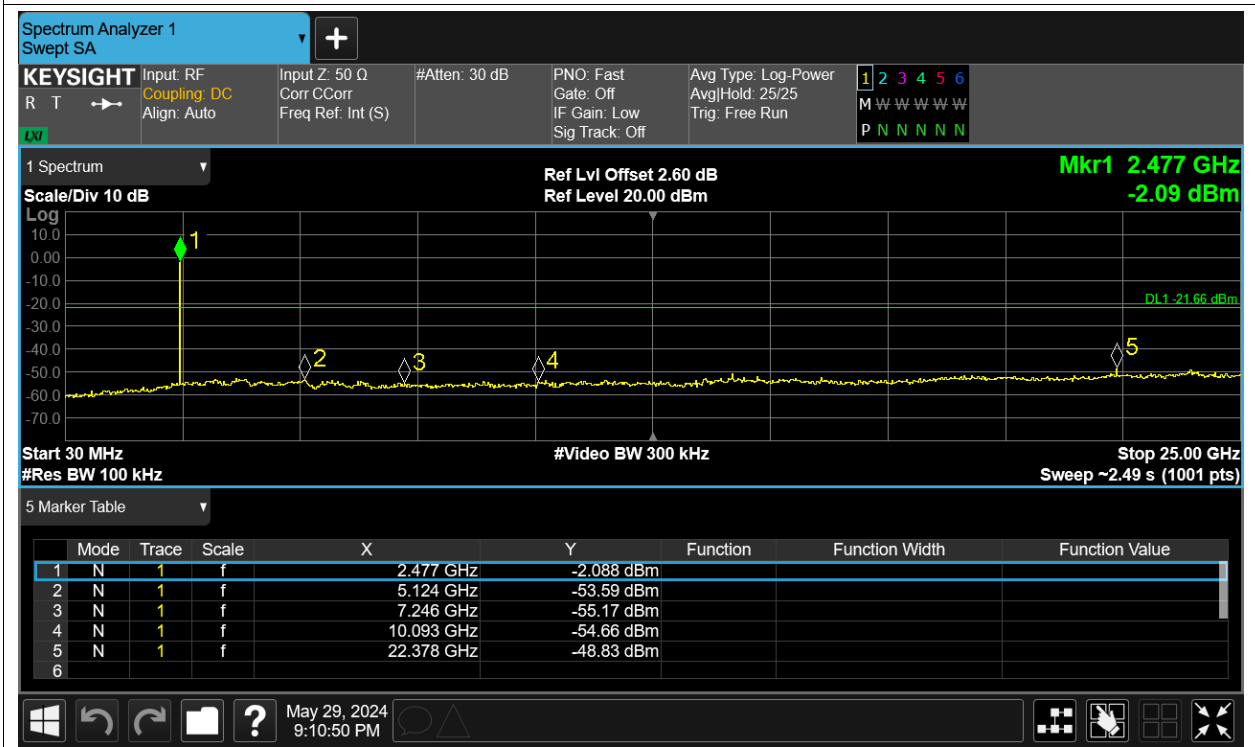 Spectrum Analyzer 1
Swept SA
KEYSIGHT
R T
LXI
Input: RF
Coupling: DC
Align: Auto
Input Z: 50 Ω
Corr CCorr
Freq Ref: Int (S)
#Atten: 30 dB
PNO: Fast
Gate: Off
IF Gain: Low
Sig Track: Off
Avg Type: Log-Power
Avg|Hold: 25/25
Trig: Free Run
1 2 3 4 5 6
M W W W W W
P N N N N N
1 Spectrum
Scale/Div 10 dB
Ref Lvl Offset 2.60 dB
Ref Level 20.00 dBm
Mkr1 2.477 GHz
-2.09 dBm
Log
10.0
0.00
-10.0
-20.0
-30.0
-40.0
-50.0
-60.0
-70.0
1
2
3
4
5
DL1 -21.66 dBm
Start 30 MHz
#Video BW 300 kHz
Stop 25.00 GHz
#Res BW 100 kHz
Sweep ~2.49 s (1001 pts)
5 Marker Table
Mode Trace Scale X Y Function Function Width Function Value
1 N 1 f 2.477 GHz -2.088 dBm
2 N 1 f 5.124 GHz -53.59 dBm
3 N 1 f 7.246 GHz -55.17 dBm
4 N 1 f 10.093 GHz -54.66 dBm
5 N 1 f 22.378 GHz -48.83 dBm
6
?
May 29, 2024
9:10:50 PM